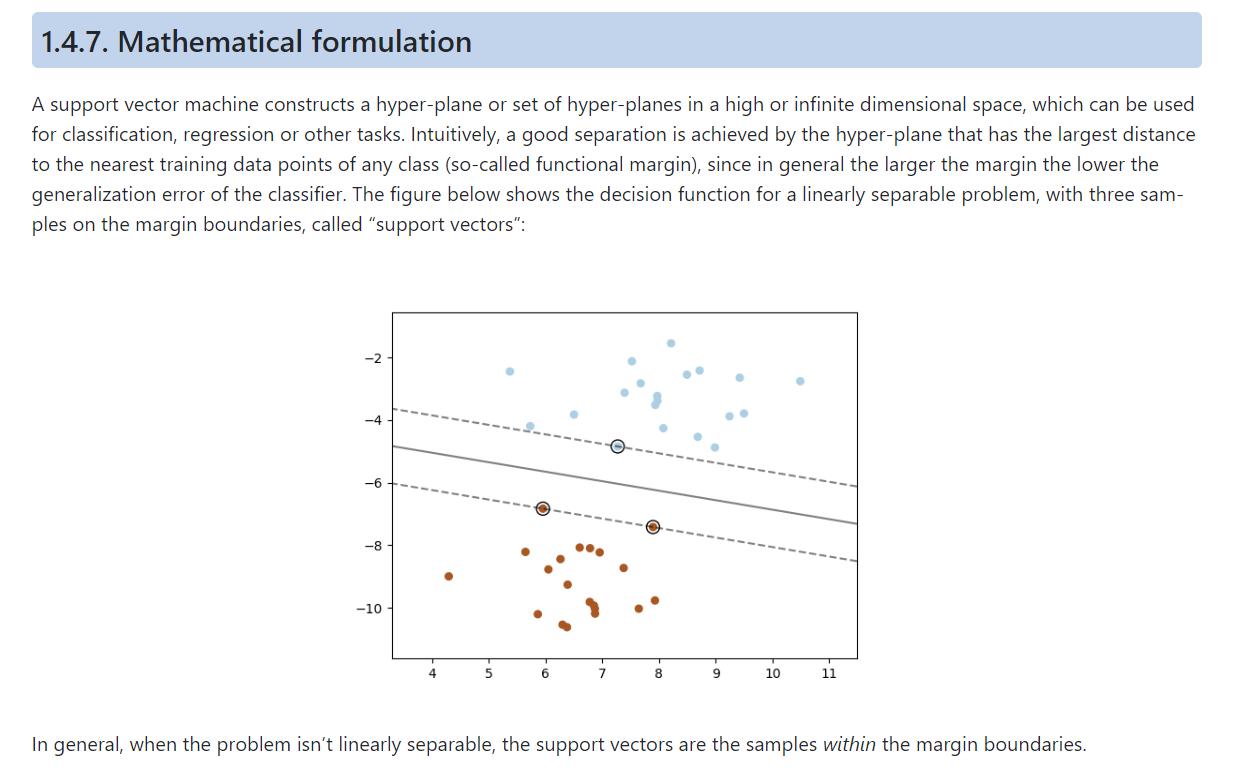 1.4.7. Mathematical formulation
A support vector machine constructs a hyper-plane or set of hyper-planes in a high or infinite dimensional space, which can be used
for classification, regression or other tasks. Intuitively, a good separation is achieved by the hyper-plane that has the largest distance
to the nearest training data points of any class (so-called functional margin), since in general the larger the margin the lower the
generalization error of the classifier. The figure below shows the decision function for a linearly separable problem, with three sam-
ples on the margin boundaries, called “support vectors”:
−2
−4
−6
−8
−10
4 5 6 7 8 9 10 11
In general, when the problem isn’t linearly separable, the support vectors are the samples within the margin boundaries.